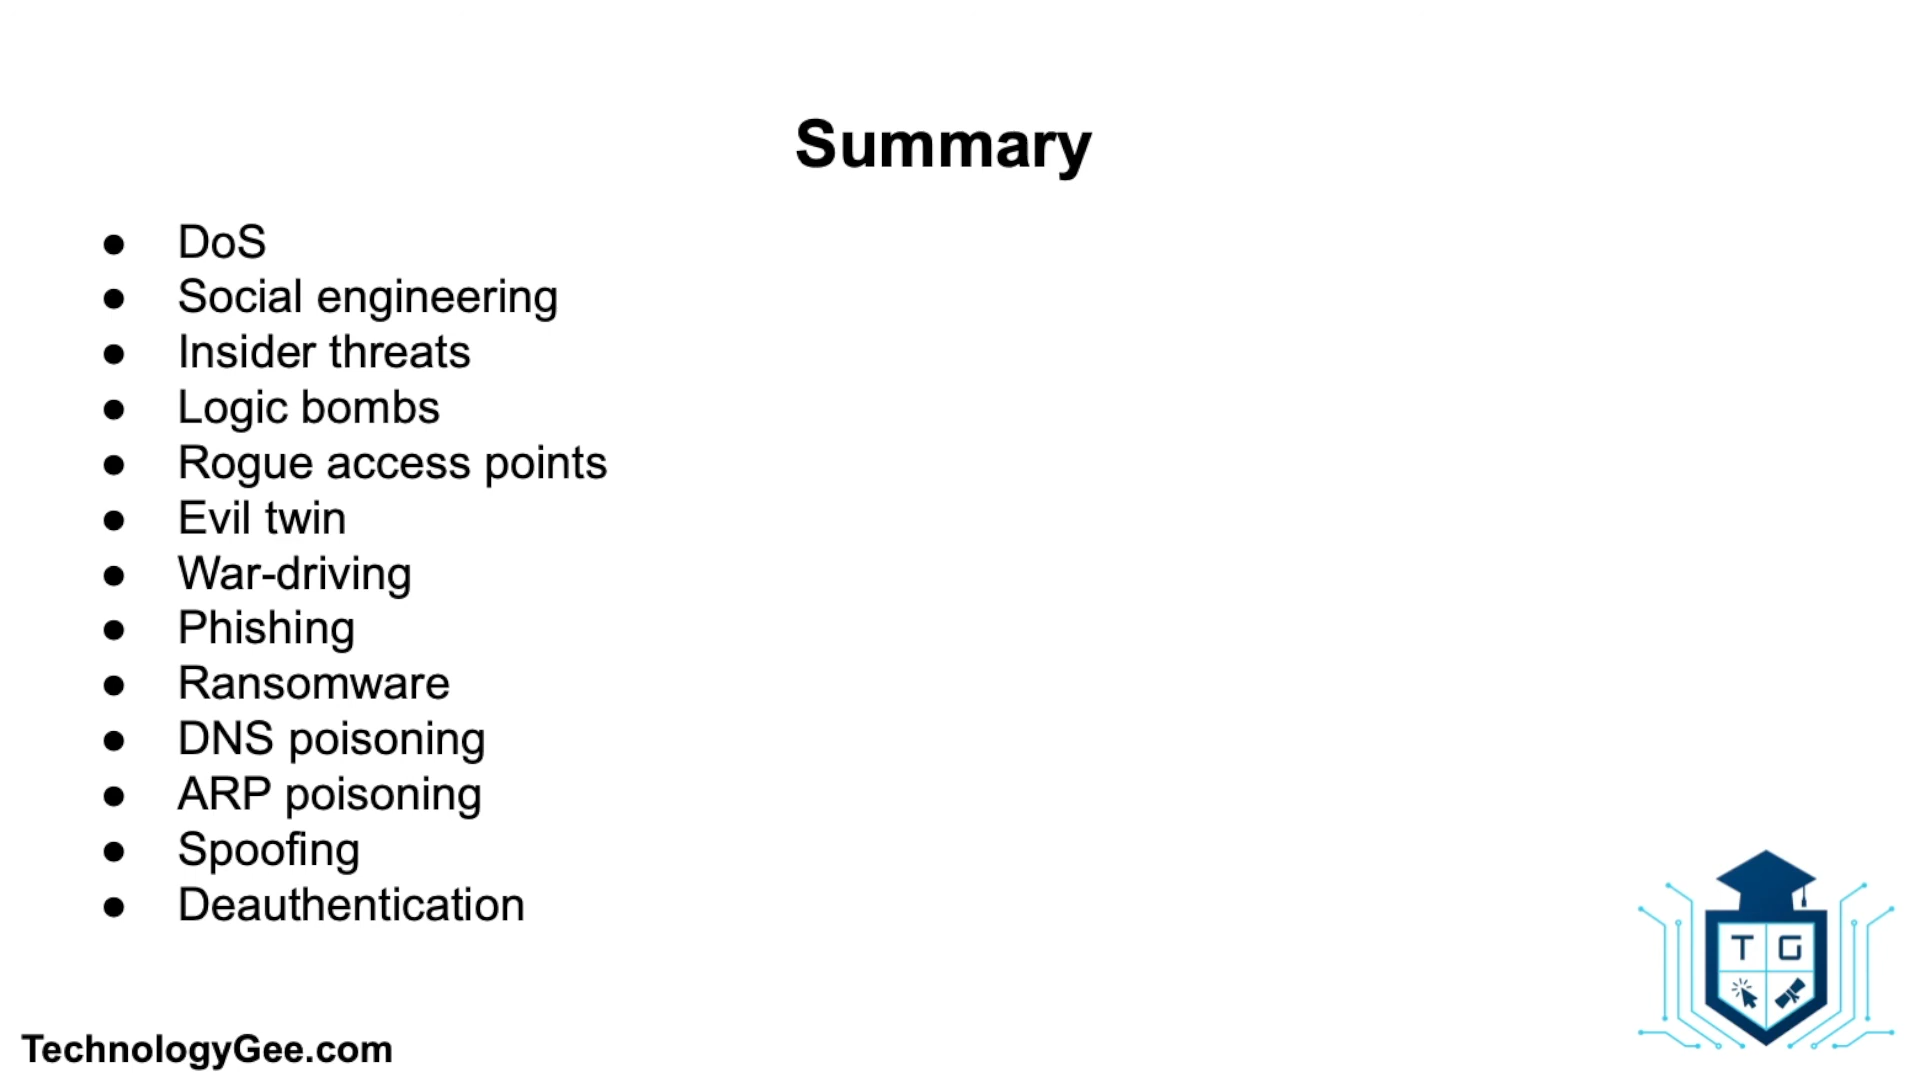 Summary
● DoS
● Social engineering
● Insider threats
● Logic bombs
● Rogue access points
● Evil twin
● War-driving
● Phishing
● Ransomware
● DNS poisoning
● ARP poisoning
● Spoofing
● Deauthentication
T G
TechnologyGee.com